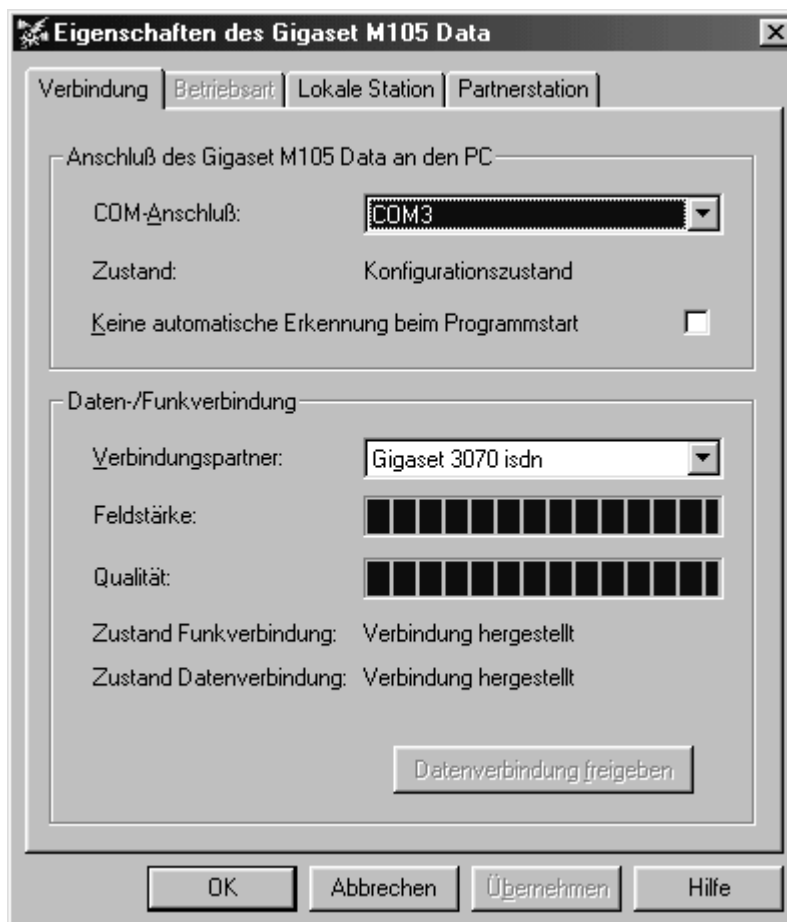 Eigenschaften des Gigaset M105 Data
Verbindung Betriebsart Lokale Station Partnerstation
Anschluß des Gigaset M105 Data an den PC
COM-Anschluß: COM3
Zustand: Konfigurationszustand
Keine automatische Erkennung beim Programmstart
Daten-/Funkverbindung
Verbindungspartner: Gigaset 3070 isdn
Feldstärke:
Qualität:
Zustand Funkverbindung: Verbindung hergestellt
Zustand Datenverbindung: Verbindung hergestellt
Datenverbindung freigeben
OK Abbrechen Übernehmen Hilfe